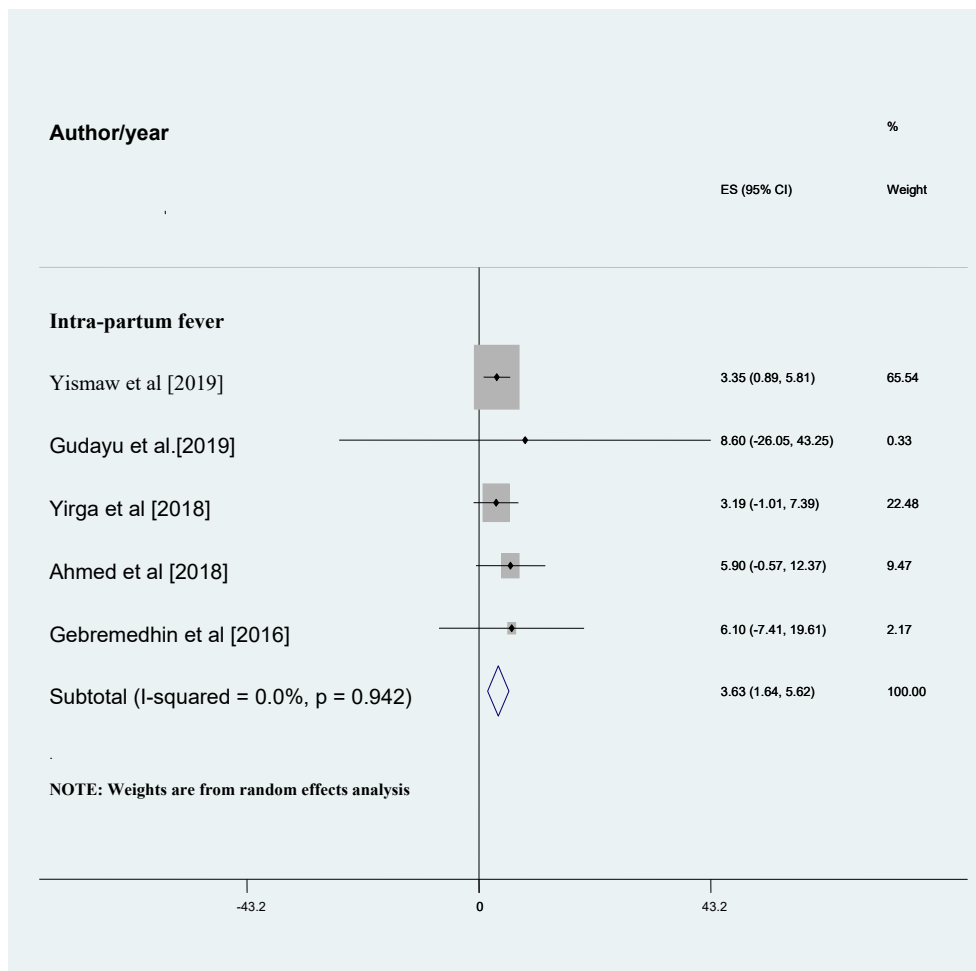 Author/year
%
ES (95% CI) Weight
Intra-partum fever
Yismaw et al [2019] 3.35 (0.89, 5.81) 65.54
Gudayu et al.[2019] 8.60 (-26.05, 43.25) 0.33
Yirga et al [2018] 3.19 (-1.01, 7.39) 22.48
Ahmed et al [2018] 5.90 (-0.57, 12.37) 9.47
Gebremedhin et al [2016] 6.10 (-7.41, 19.61) 2.17
Subtotal (I-squared = 0.0%, p = 0.942) 3.63 (1.64, 5.62) 100.00
.
NOTE: Weights are from random effects analysis
-43.2 0 43.2